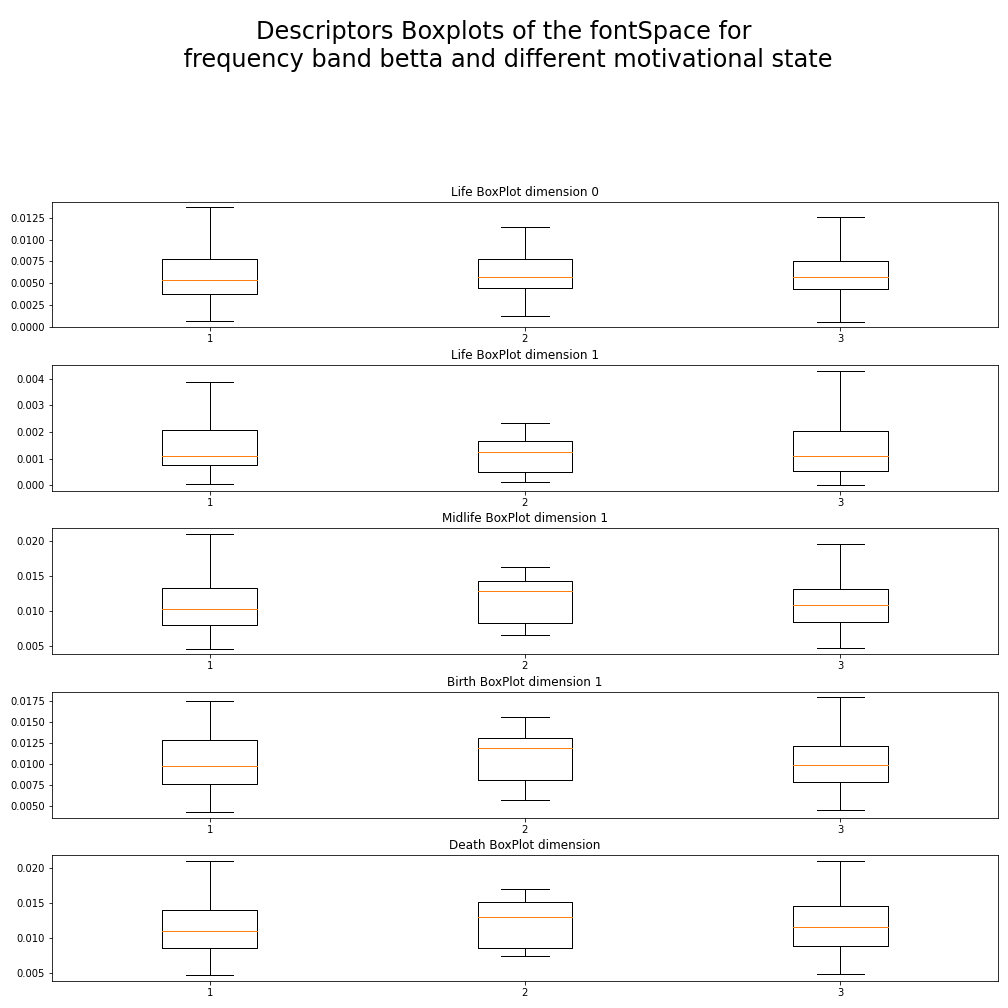 Descriptors Boxplots of the fontSpace for
frequency band betta and different motivational state
Life BoxPlot dimension 0
0.0125
0.0100
0.0075
0.0050
0.0025
0.0000
1 2 3
Life BoxPlot dimension 1
0.004
0.003
0.002
0.001
0.000
1 2 3
Midlife BoxPlot dimension 1
0.020
0.015
0.010
0.005
1 2 3
Birth BoxPlot dimension 1
0.0175
0.0150
0.0125
0.0100
0.0075
0.0050
1 2 3
Death BoxPlot dimension
0.020
0.015
0.010
0.005
1 2 3